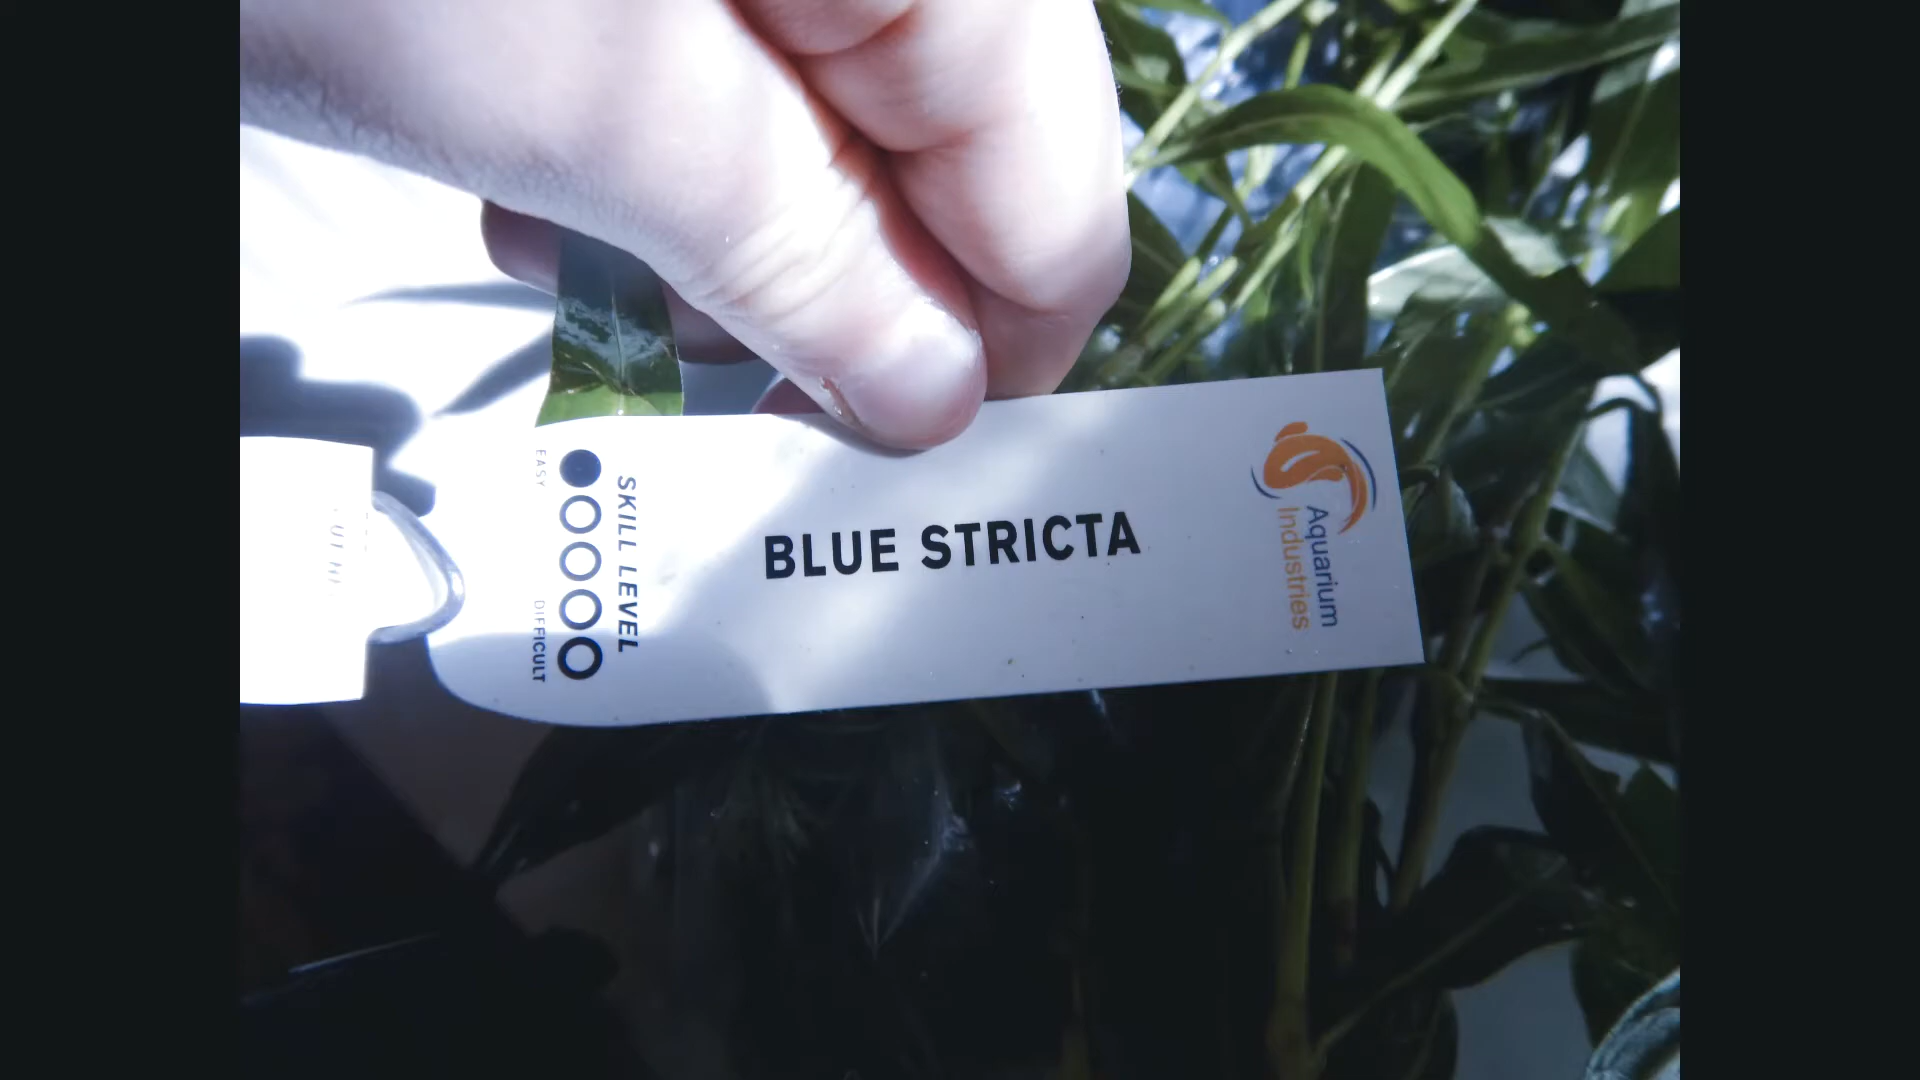 BLUE STRICTA
SKILL LEVEL
EASY
DIFFICULT
Aquarium
Industries